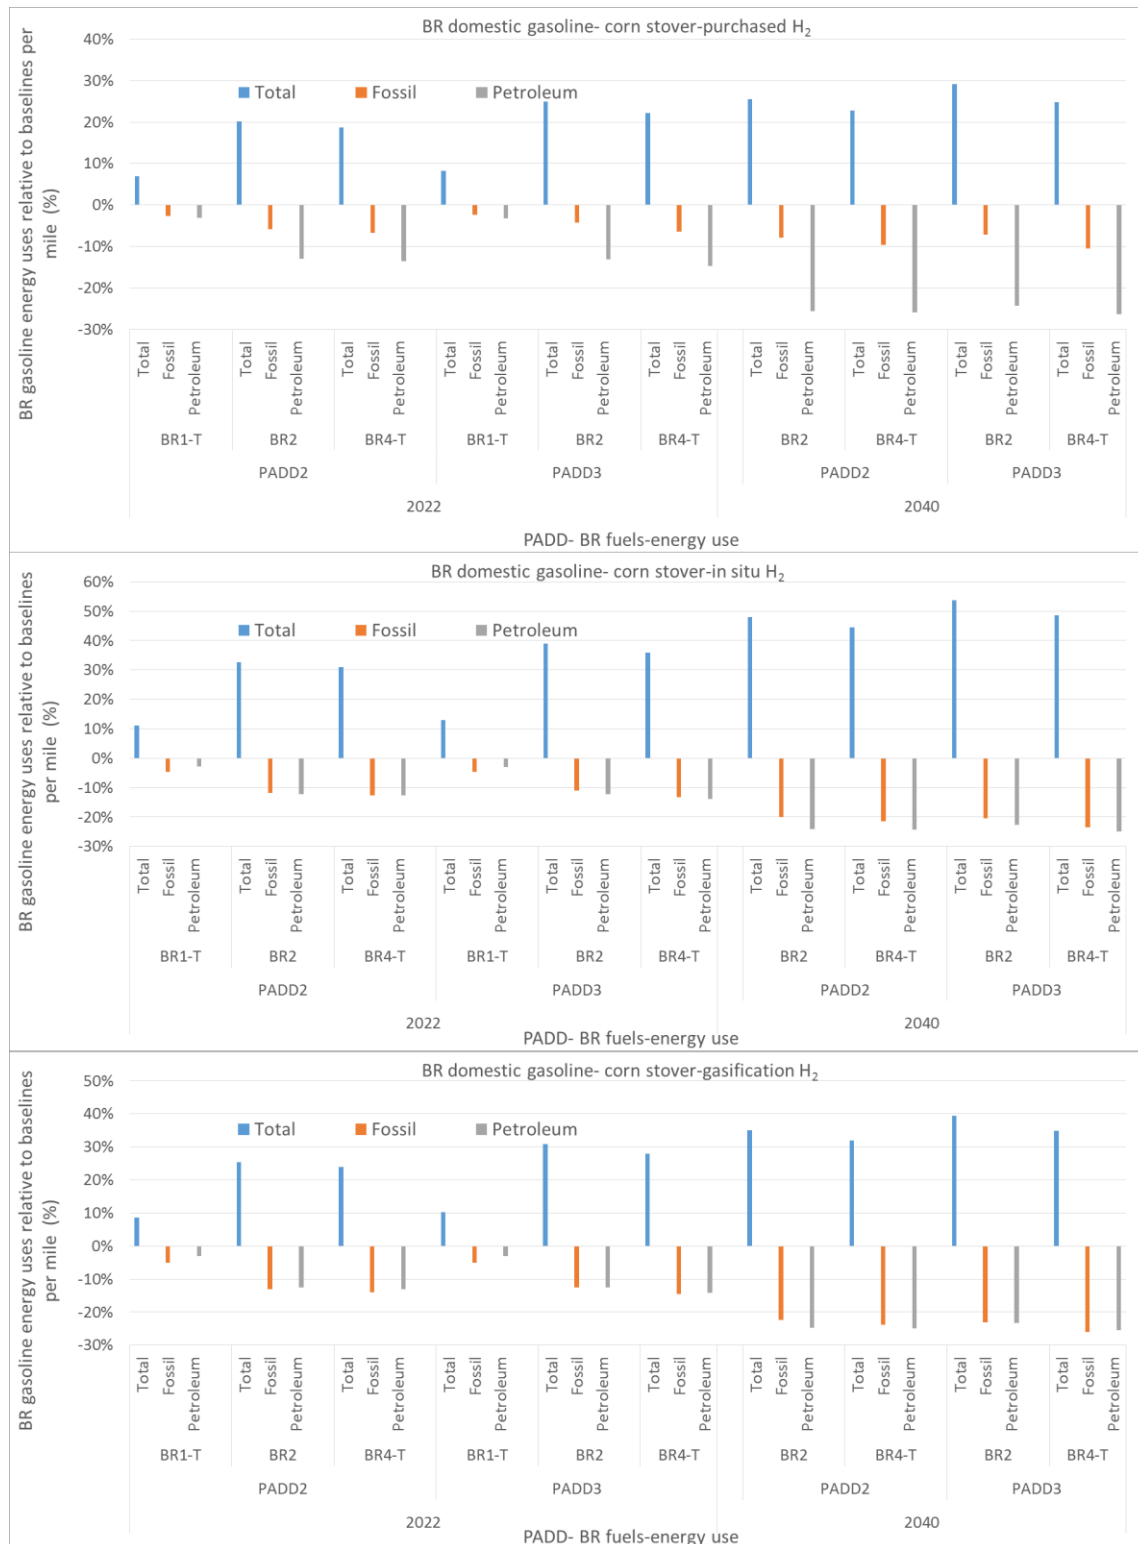 BR domestic gasoline- corn stover-purchased H₂
BR gasoline energy uses relative to baselines per
mile (%)
40%
30%
20%
10%
0%
-10%
-20%
-30%
Total Fossil Petroleum
Total Fossil Petroleum Total Fossil Petroleum Total Fossil Petroleum Total Fossil Petroleum Total Fossil Petroleum Total Fossil Petroleum Total Fossil Petroleum Total Fossil Petroleum Total Fossil Petroleum Total Fossil Petroleum
BR1-T BR2 BR4-T BR1-T BR2 BR4-T BR2 BR4-T BR2 BR4-T
PADD2 PADD3 PADD2 PADD3
2022 2040
PADD- BR fuels-energy use
BR domestic gasoline- corn stover-in situ H₂
BR gasoline energy uses relative to baselines
per mile (%)
60%
50%
40%
30%
20%
10%
0%
-10%
-20%
-30%
Total Fossil Petroleum
Total Fossil Petroleum Total Fossil Petroleum Total Fossil Petroleum Total Fossil Petroleum Total Fossil Petroleum Total Fossil Petroleum Total Fossil Petroleum Total Fossil Petroleum Total Fossil Petroleum Total Fossil Petroleum
BR1-T BR2 BR4-T BR1-T BR2 BR4-T BR2 BR4-T BR2 BR4-T
PADD2 PADD3 PADD2 PADD3
2022 2040
PADD- BR fuels-energy use
BR domestic gasoline- corn stover-gasification H₂
BR gasoline energy uses relative to baselines
per mile (%)
50%
40%
30%
20%
10%
0%
-10%
-20%
-30%
Total Fossil Petroleum
Total Fossil Petroleum Total Fossil Petroleum Total Fossil Petroleum Total Fossil Petroleum Total Fossil Petroleum Total Fossil Petroleum Total Fossil Petroleum Total Fossil Petroleum Total Fossil Petroleum Total Fossil Petroleum
BR1-T BR2 BR4-T BR1-T BR2 BR4-T BR2 BR4-T BR2 BR4-T
PADD2 PADD3 PADD2 PADD3
2022 2040
PADD- BR fuels-energy use